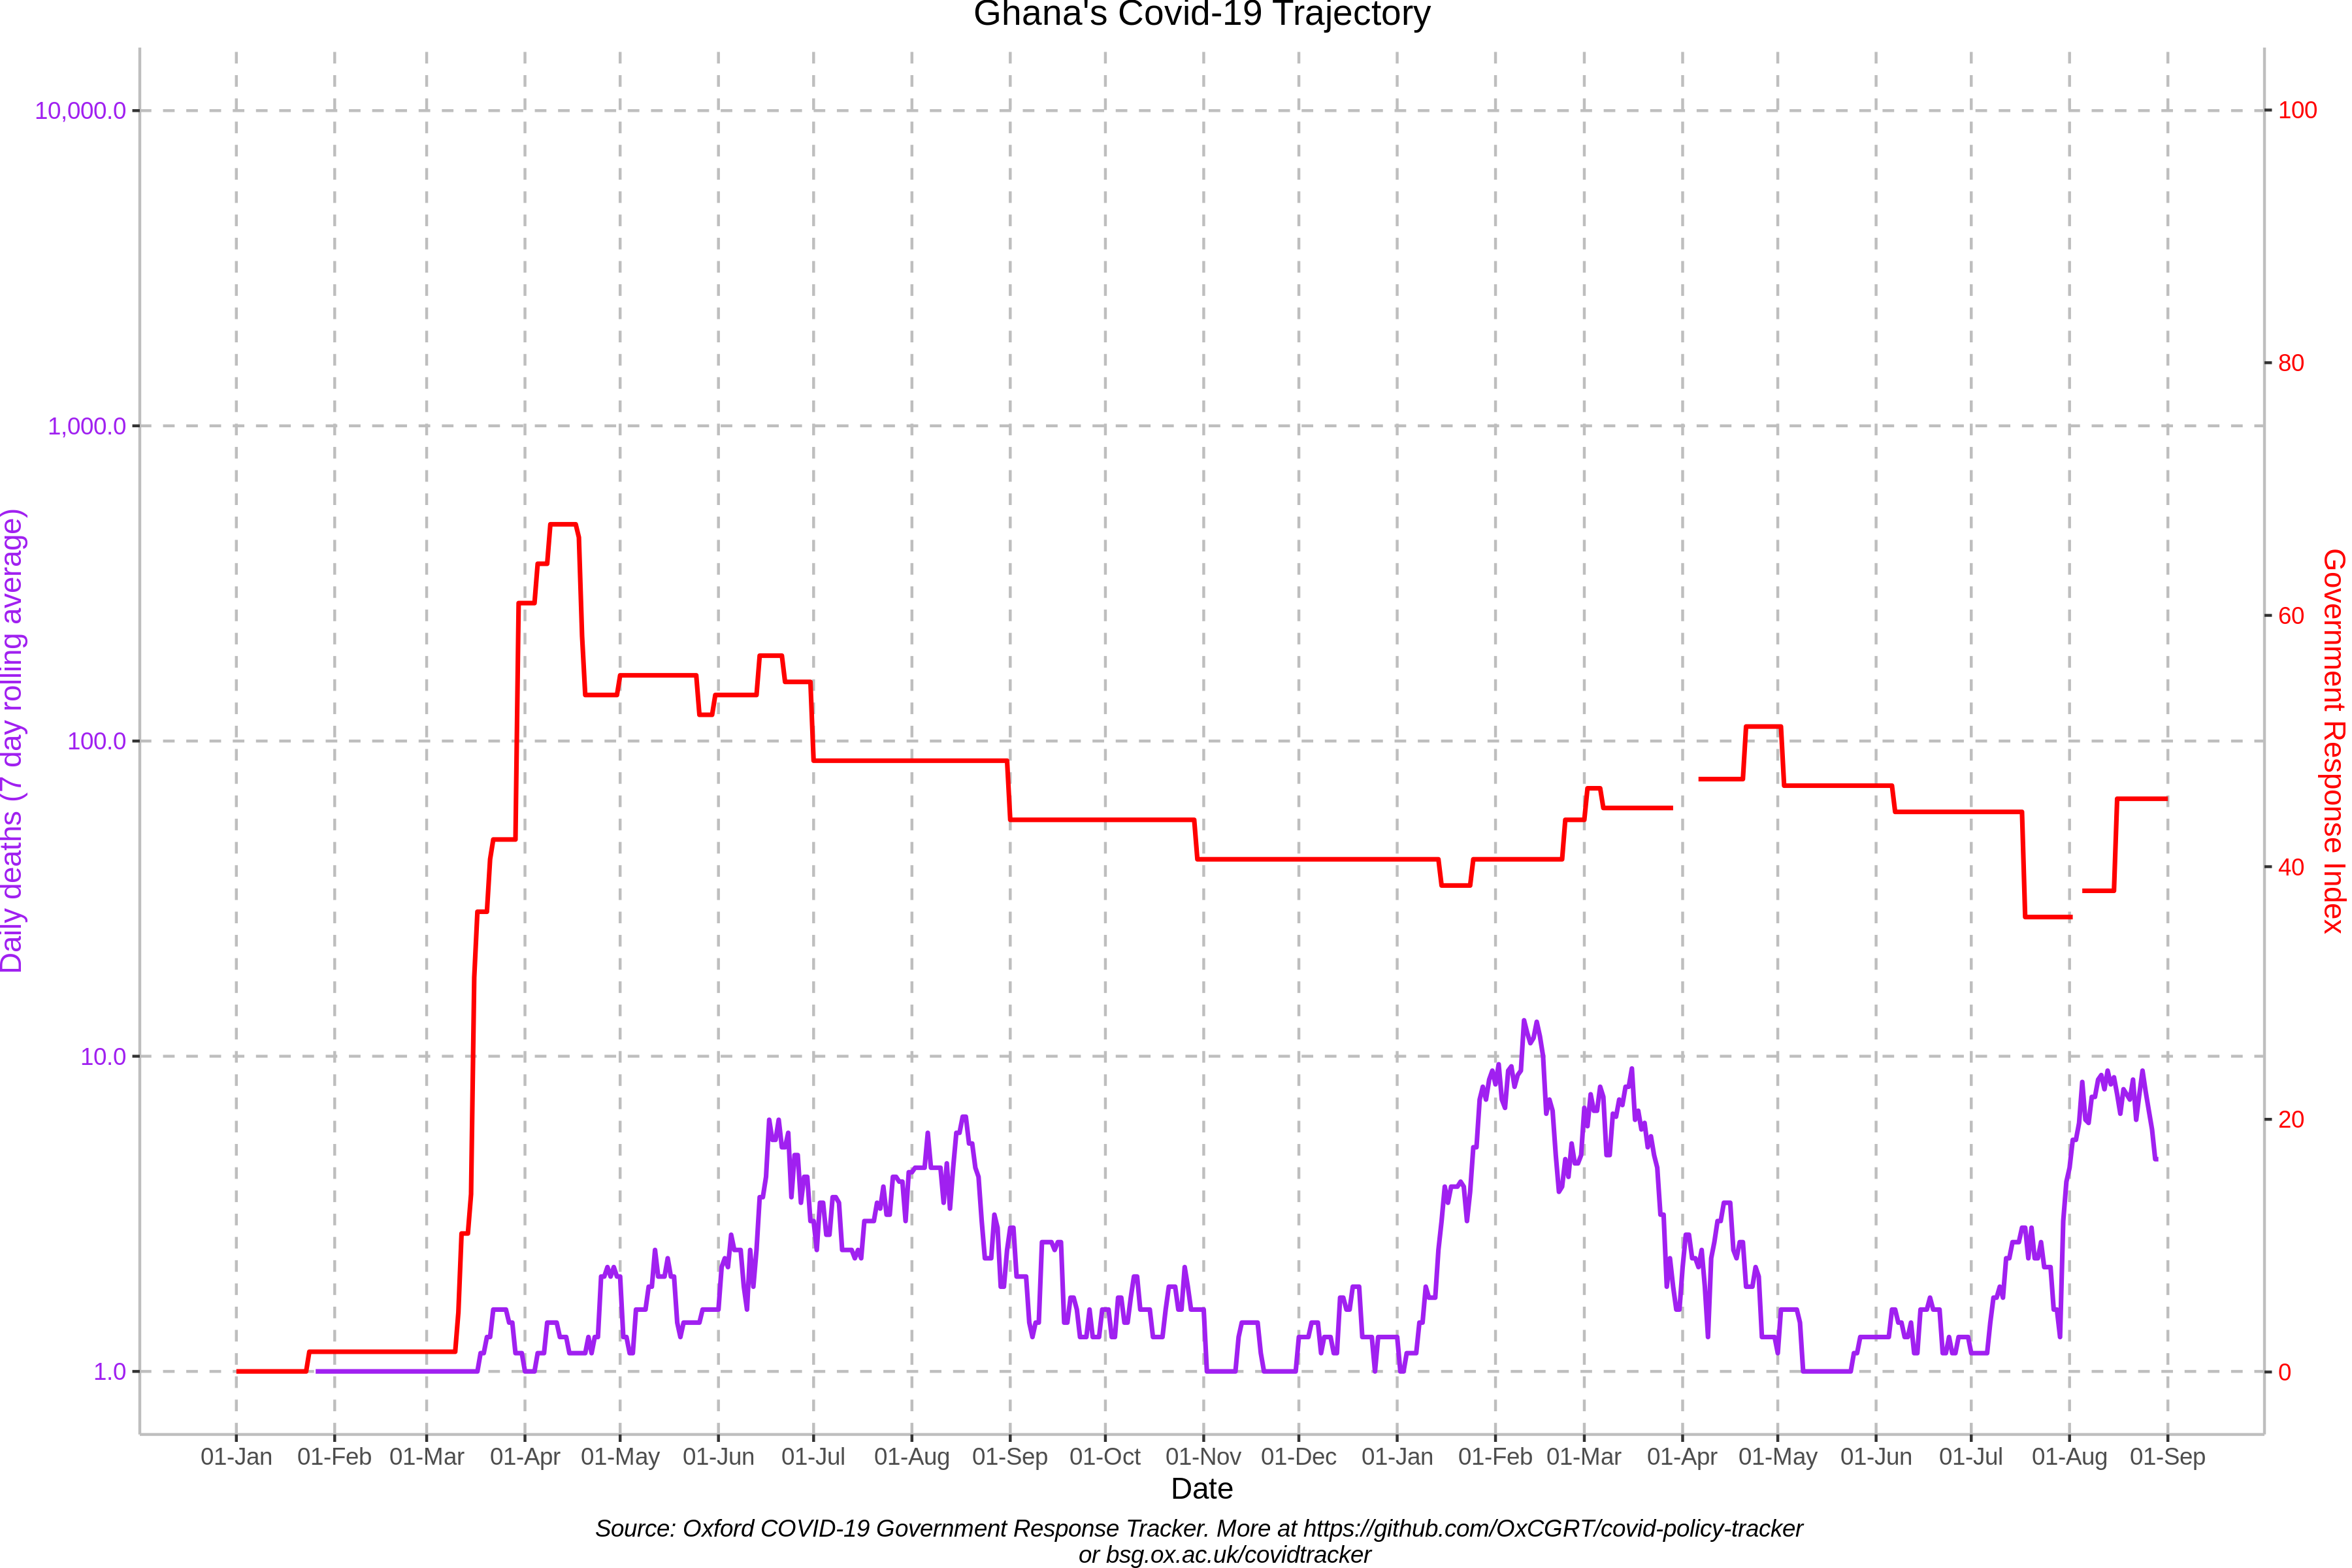 Ghana's Covid-19 Trajectory
10,000.0
1,000.0
100.0
10.0
1.0
Daily deaths (7 day rolling average)
100
80
60
40
20
0
Government Response Index
01-Jan 01-Feb 01-Mar 01-Apr 01-May 01-Jun 01-Jul 01-Aug 01-Sep 01-Oct 01-Nov 01-Dec 01-Jan 01-Feb 01-Mar 01-Apr 01-May 01-Jun 01-Jul 01-Aug 01-Sep
Date
Source: Oxford COVID-19 Government Response Tracker. More at https://github.com/OxCGRT/covid-policy-tracker
or bsg.ox.ac.uk/covidtracker